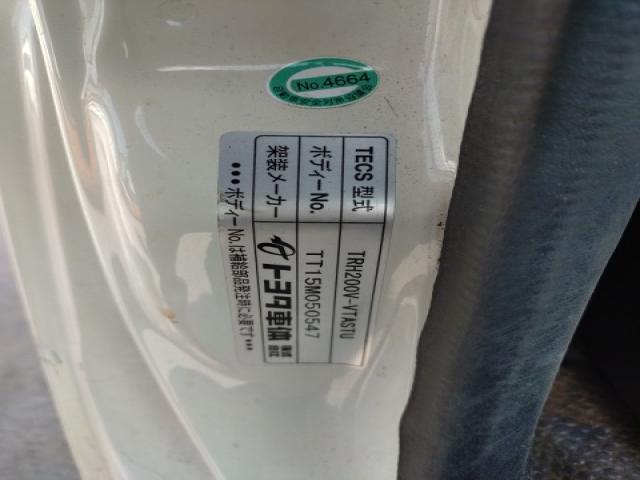 No.4664
TECS 型式 TRH200V-VTASTU
ボディーNo. TT15M050547
架装メーカー トヨタ車体
•••ボディーNo.は補給部品発注時に必要です•••